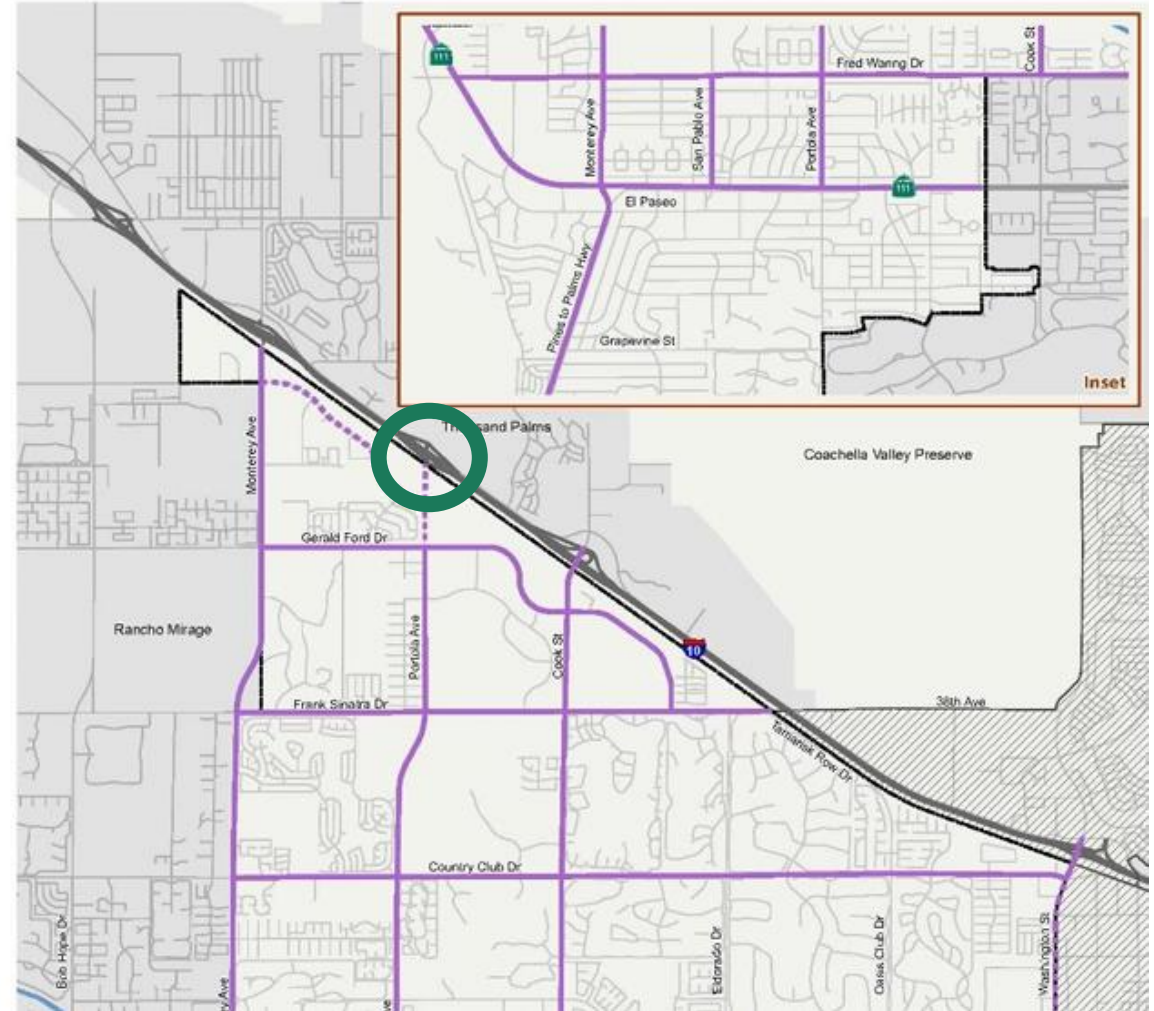 111
Fred Waring Dr
Cook St
Monterey Ave
San Pablo Ave
Portola Ave
111
El Paseo
Pines to Palms Hwy
Grapevine St
Inset
Thousand Palms
Coachella Valley Preserve
Monterey Ave
Gerald Ford Dr
Rancho Mirage
Portola Ave
Cook St
10
Frank Sinatra Dr
38th Ave
Tamarisk Row Dr
Country Club Dr
Bob Hope Dr
Eldorado Dr
Oasis Club Dr
Washington St
ry Ave
ve